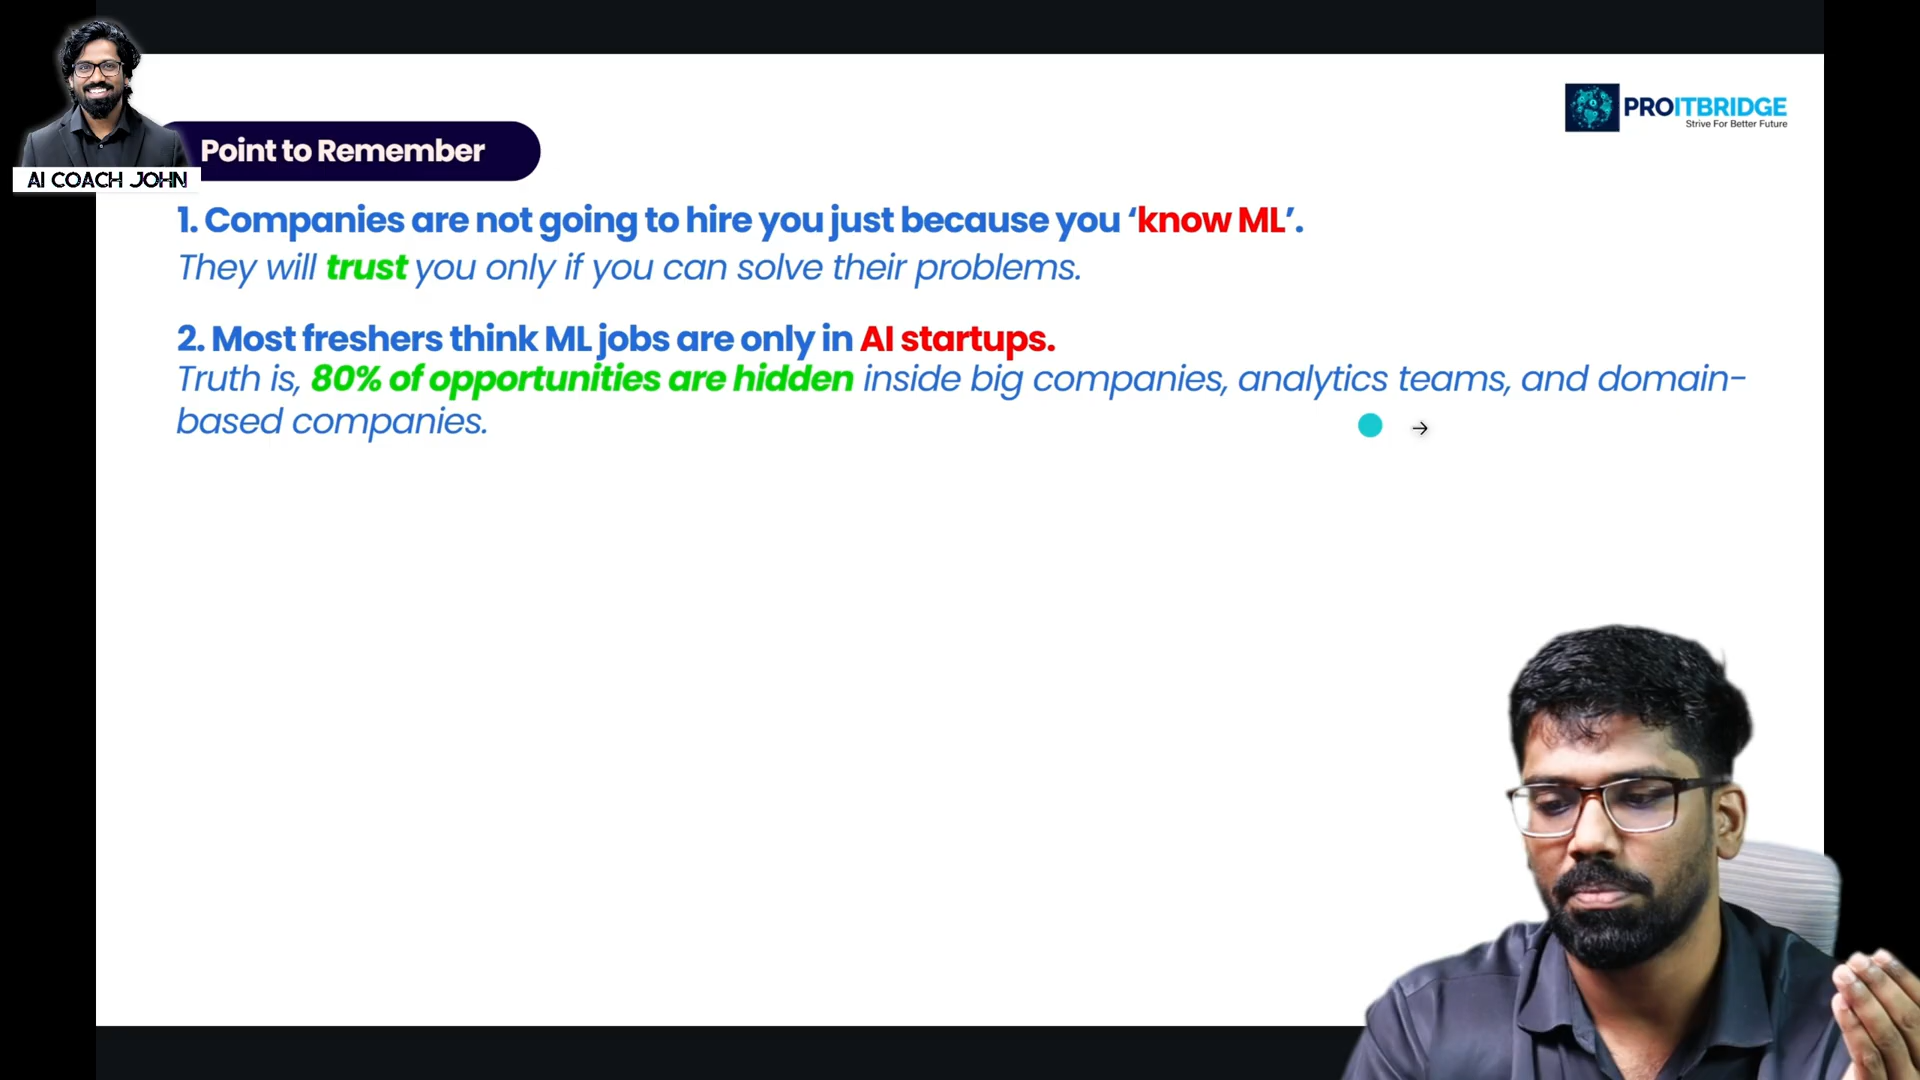 PROITBRIDGE
Strive For Better Future
Point to Remember
AI COACH JOHN
1. Companies are not going to hire you just because you ‘know ML’.
They will trust you only if you can solve their problems.
2. Most freshers think ML jobs are only in AI startups.
Truth is, 80% of opportunities are hidden inside big companies, analytics teams, and domain-
based companies.